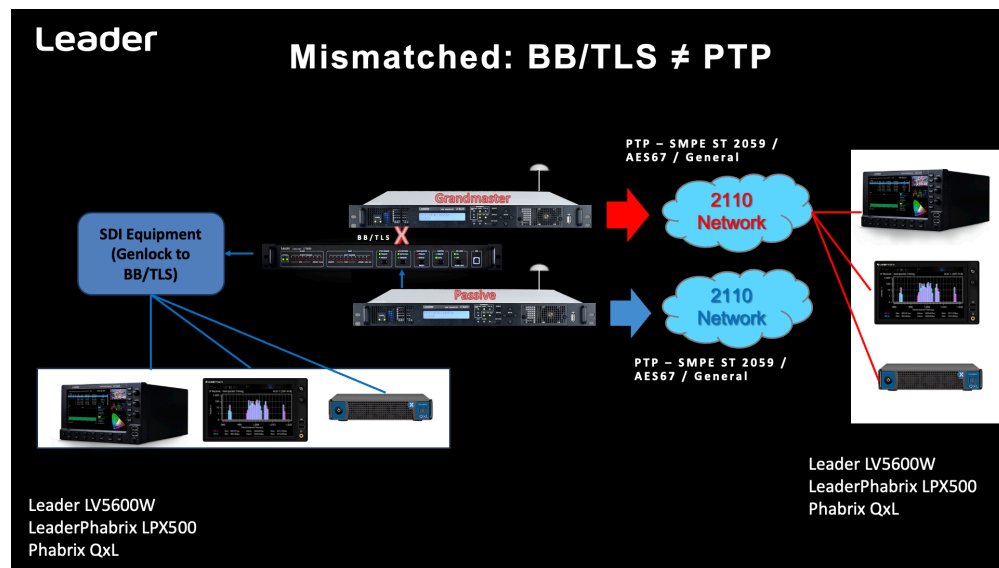 Leader
Mismatched: BB/TLS ≠ PTP
PTP – SMPE ST 2059 /
AES67 / General
Grandmaster
2110
Network
BB/TLS X
SDI Equipment
(Genlock to
BB/TLS)
Passive
2110
Network
PTP – SMPE ST 2059 /
AES67 / General
Leader LV5600W
LeaderPhabrix LPX500
Phabrix QxL
Leader LV5600W
LeaderPhabrix LPX500
Phabrix QxL